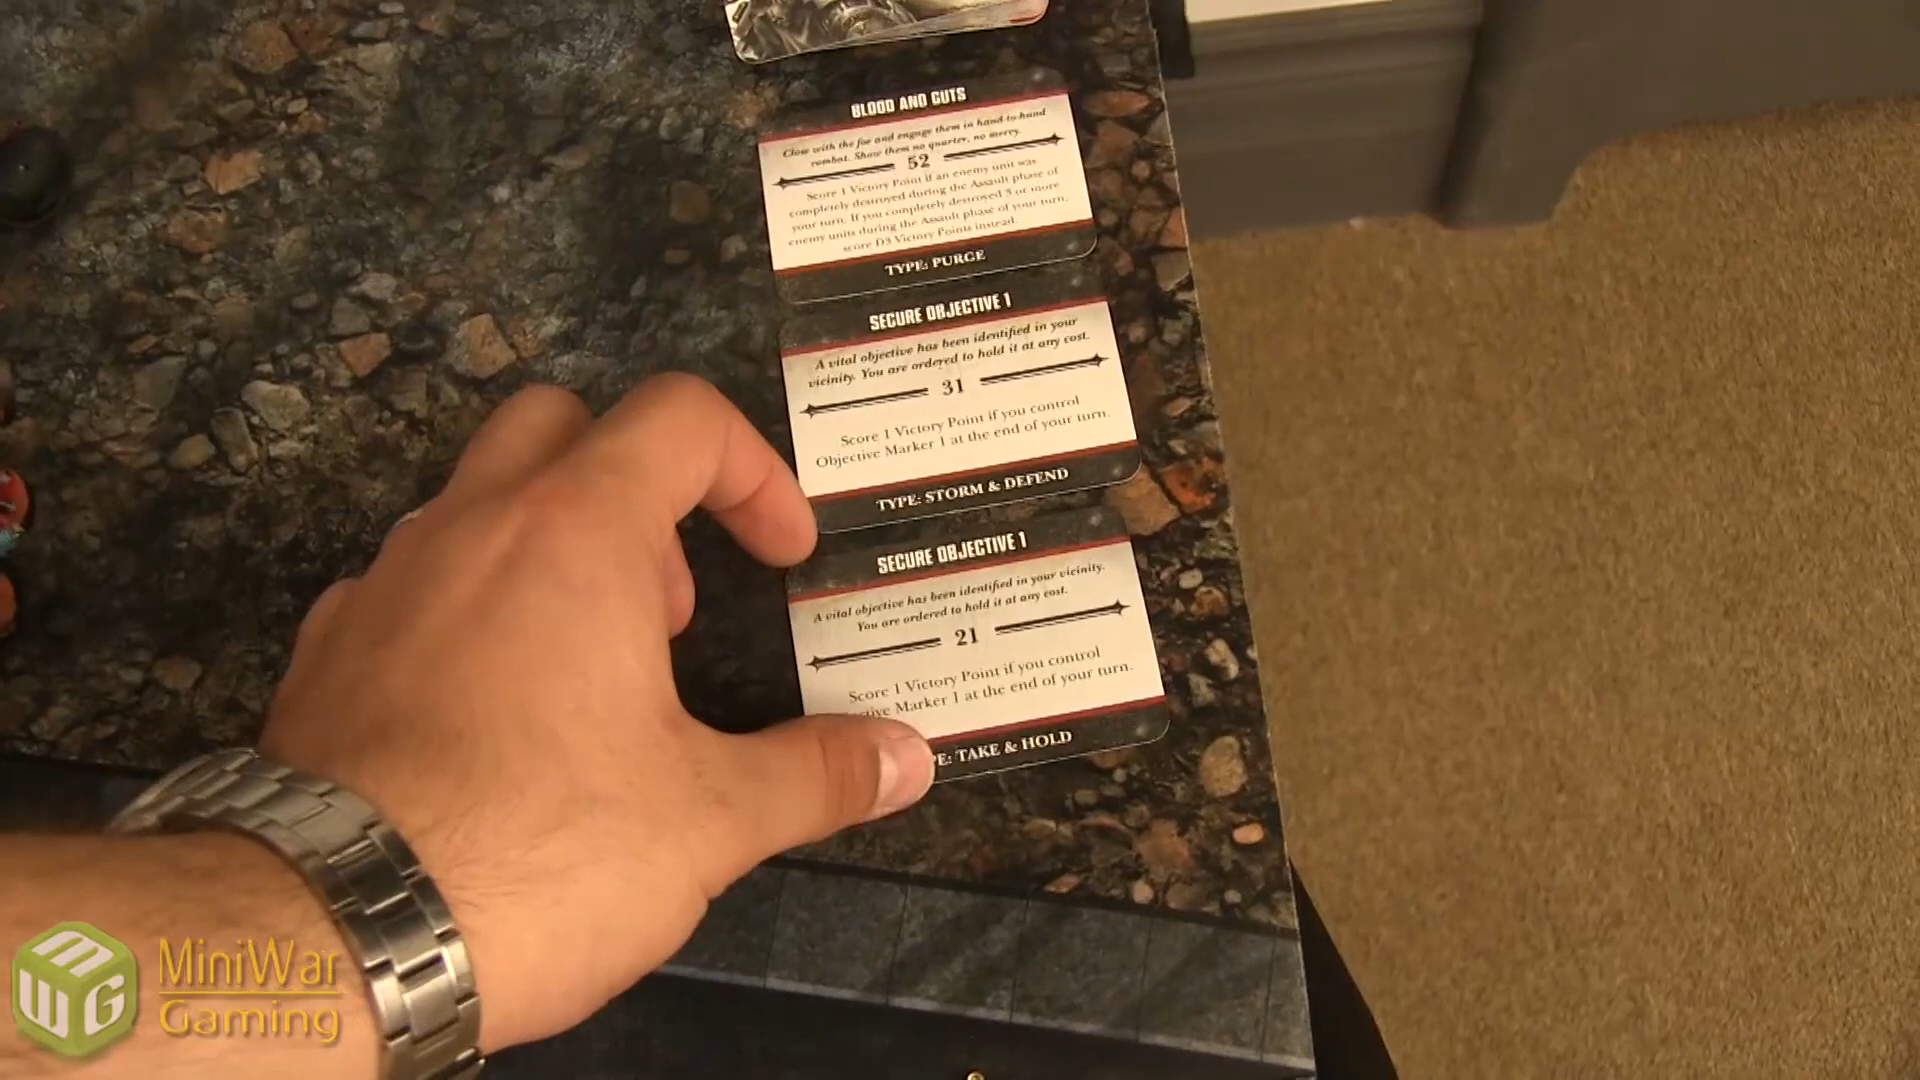 BLOOD AND GUTS
Close with the foe and engage them in hand-to-hand
combat. Show them no quarter, no mercy.
52
Score 1 Victory Point if an enemy unit was
completely destroyed during the Assault phase of
your turn. If you completely destroyed 3 or more
enemy units during the Assault phase of your turn,
score D3 Victory Points instead.
TYPE: PURGE
SECURE OBJECTIVE 1
A vital objective has been identified in your
vicinity. You are ordered to hold it at any cost.
31
Score 1 Victory Point if you control
Objective Marker 1 at the end of your turn.
TYPE: STORM & DEFEND
SECURE OBJECTIVE 1
A vital objective has been identified in your vicinity.
You are ordered to hold it at any cost.
21
Score 1 Victory Point if you control
ective Marker 1 at the end of your turn.
PE: TAKE & HOLD
MWG
MiniWar
Gaming